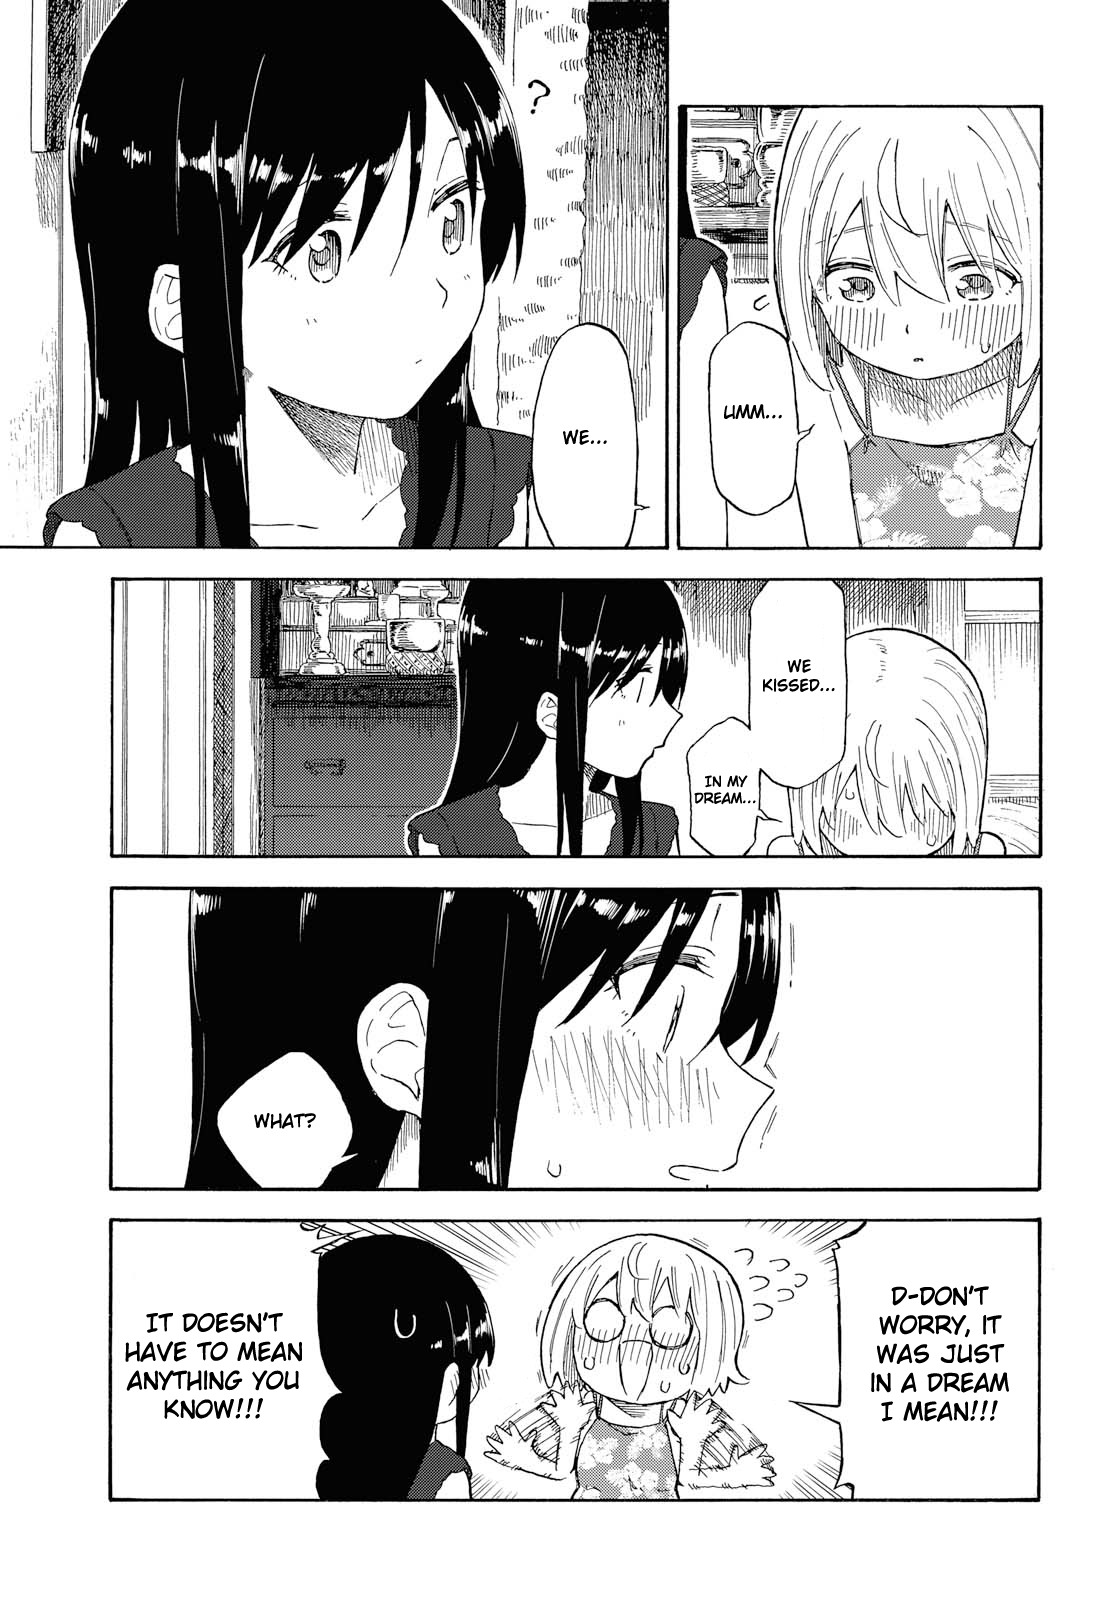 UMM...
?
WE...
WE
KISSED...
IN MY
DREAM...
WHAT?
D-DON'T
WORRY, IT
WAS JUST
IN A DREAM
I MEAN!!!
IT DOESN'T
HAVE TO MEAN
ANYTHING YOU
KNOW!!!